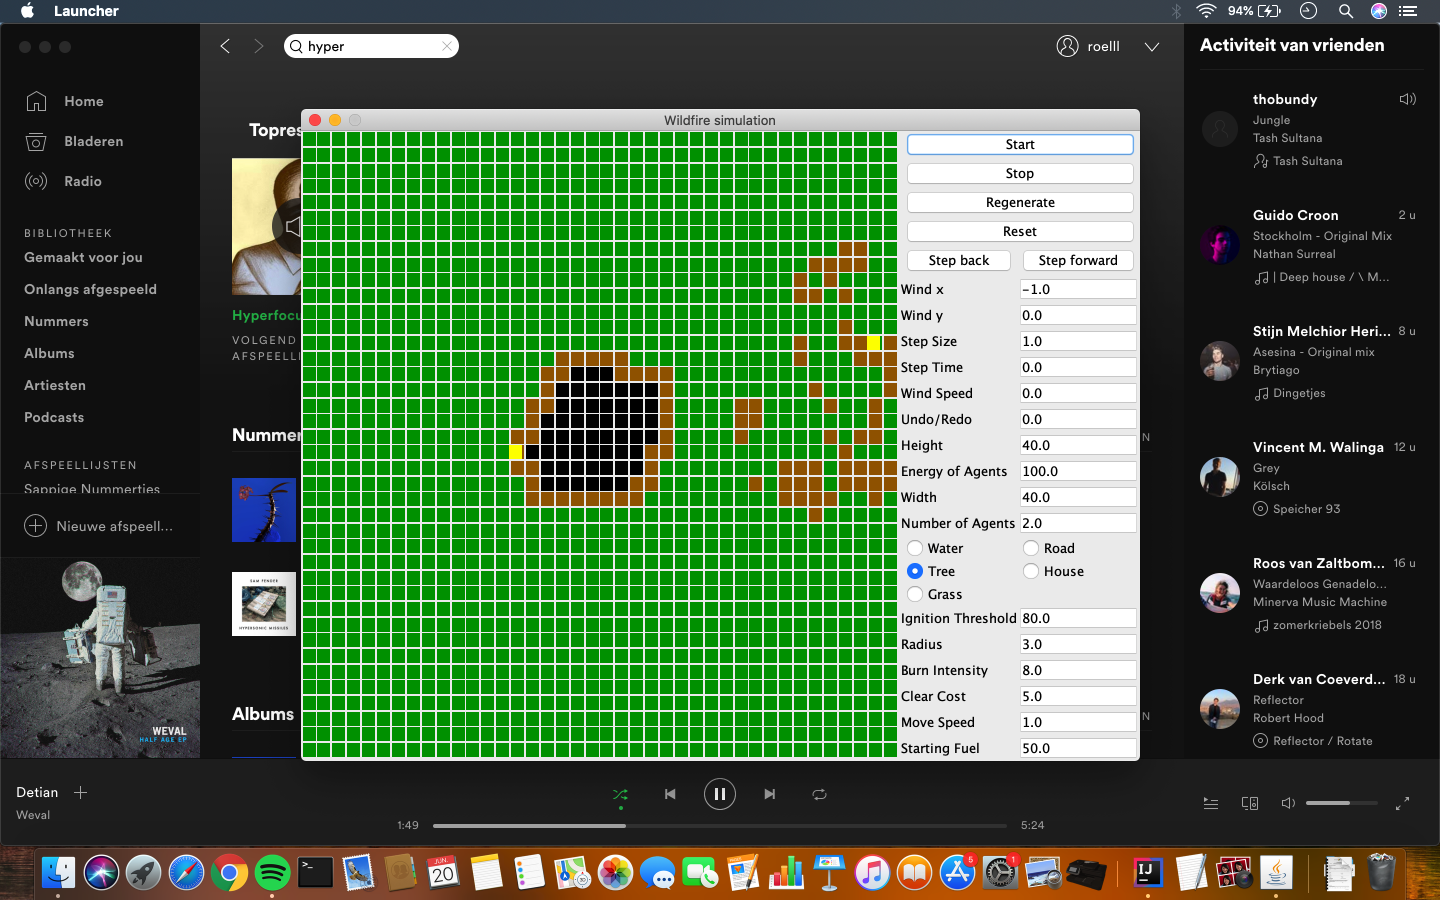 Launcher
94%
hyper
roelll
Home
Bladeren
Radio
BIBLIOTHEEK
Gemaakt voor jou
Onlangs afgespeeld
Nummers
Albums
Artiesten
Podcasts
AFSPEELLIJSTEN
Sappige Nummerties
Nieuwe afspeell...
WEVAL
HALF AGE EP
Topres
Hyperfocu
VOLGEND
AFSPEELLI
Nummer
SAM FENDER
HYPERSONIC MISSILES
Albums
N
N
Wildfire simulation
Start
Stop
Regenerate
Reset
Step back
Step forward
Wind x
-1.0
Wind y
0.0
Step Size
1.0
Step Time
0.0
Wind Speed
0.0
Undo/Redo
0.0
Height
40.0
Energy of Agents
100.0
Width
40.0
Number of Agents
2.0
Water
Road
Tree
House
Grass
Ignition Threshold
80.0
Radius
3.0
Burn Intensity
8.0
Clear Cost
5.0
Move Speed
1.0
Starting Fuel
50.0
Activiteit van vrienden
thobundy
Jungle
Tash Sultana
Tash Sultana
Guido Croon
2 u
Stockholm - Original Mix
Nathan Surreal
| Deep house / \ M...
Stijn Melchior Heri...
8 u
Asesina - Original mix
Brytiago
Dingetjes
Vincent M. Walinga
12 u
Grey
Kölsch
Speicher 93
Roos van Zaltbom...
16 u
Waardeloos Genadelo...
Minerva Music Machine
zomerkriebels 2018
Derk van Coeverd...
18 u
Reflector
Robert Hood
Reflector / Rotate
Detian
Weval
1:49
5:24
JUN.
20
5
1
IJ